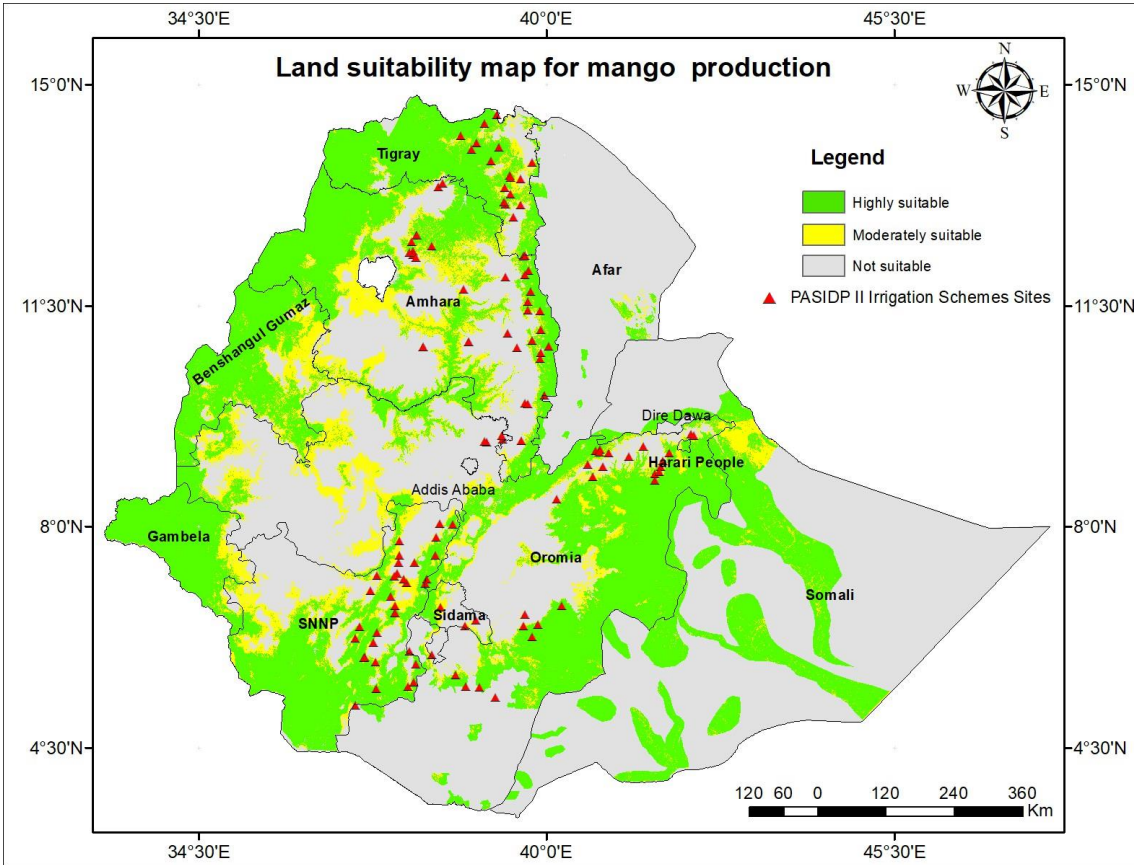 34°30'E 40°0'E 45°30'E
Land suitability map for mango production
N
W E
S
15°0'N 15°0'N
Legend
Tigray
Highly suitable
Moderately suitable
Not suitable
Afar
PASIDP II Irrigation Schemes Sites
Amhara
11°30'N 11°30'N
Benshangul Gumaz
Dire Dawa
Harari People
Addis Ababa
8°0'N 8°0'N
Gambela
Oromia
Somali
Sidama
SNNP
4°30'N 4°30'N
120 60 0 120 240 360
Km
34°30'E 40°0'E 45°30'E